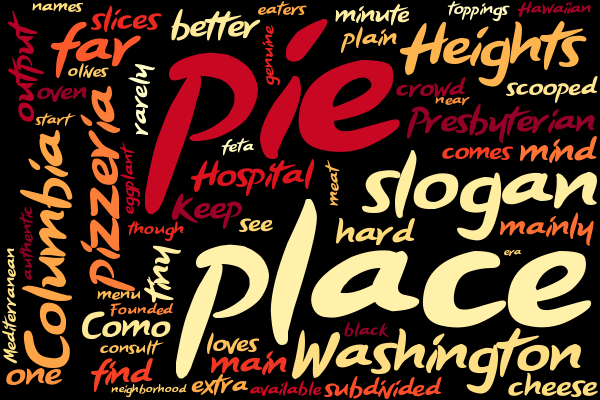 names
slices
better
eaters
minute
toppings
Hawaiian
output
far
olives
genuine
plain
Heights
pie
oven
rarely
crowd
near
scooped
start
Presbyterian
feta
comes
mind
Columbia
pizzeria
eggplant
Hospital
meat
slogan
Keep
authentic
though
see
hard
mainly
Mediterranean
tiny
place
era
menu
Founded
Como
black
consult
loves
Washington
one
find
main
neighborhood
extra
available
subdivided
cheese